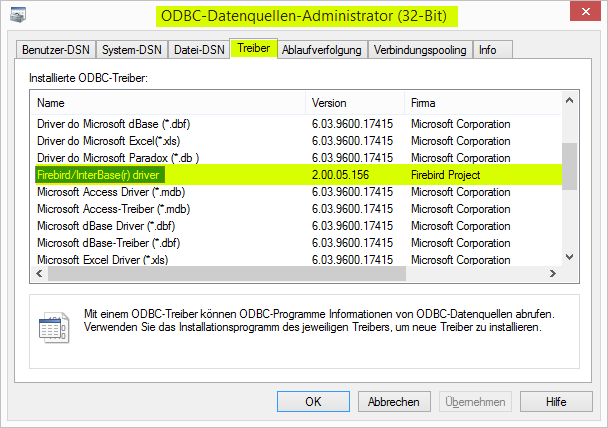 ODBC-Datenquellen-Administrator (32-Bit)
Benutzer-DSN System-DSN Datei-DSN Treiber Ablaufverfolgung Verbindungspooling Info
Installierte ODBC-Treiber:
Name Version Firma
Driver do Microsoft dBase (*.dbf) 6.03.9600.17415 Microsoft Corporation
Driver do Microsoft Excel(*.xls) 6.03.9600.17415 Microsoft Corporation
Driver do Microsoft Paradox (*.db ) 6.03.9600.17415 Microsoft Corporation
Firebird/InterBase(r) driver 2.00.05.156 Firebird Project
Microsoft Access Driver (*.mdb) 6.03.9600.17415 Microsoft Corporation
Microsoft Access-Treiber (*.mdb) 6.03.9600.17415 Microsoft Corporation
Microsoft dBase Driver (*.dbf) 6.03.9600.17415 Microsoft Corporation
Microsoft dBase-Treiber (*.dbf) 6.03.9600.17415 Microsoft Corporation
Microsoft Excel Driver (*.xls) 6.03.9600.17415 Microsoft Corporation
Mit einem ODBC-Treiber können ODBC-Programme Informationen von ODBC-Datenquellen abrufen.
Verwenden Sie das Installationsprogramm des jeweiligen Treibers, um neue Treiber zu installieren.
OK Abbrechen Übernehmen Hilfe